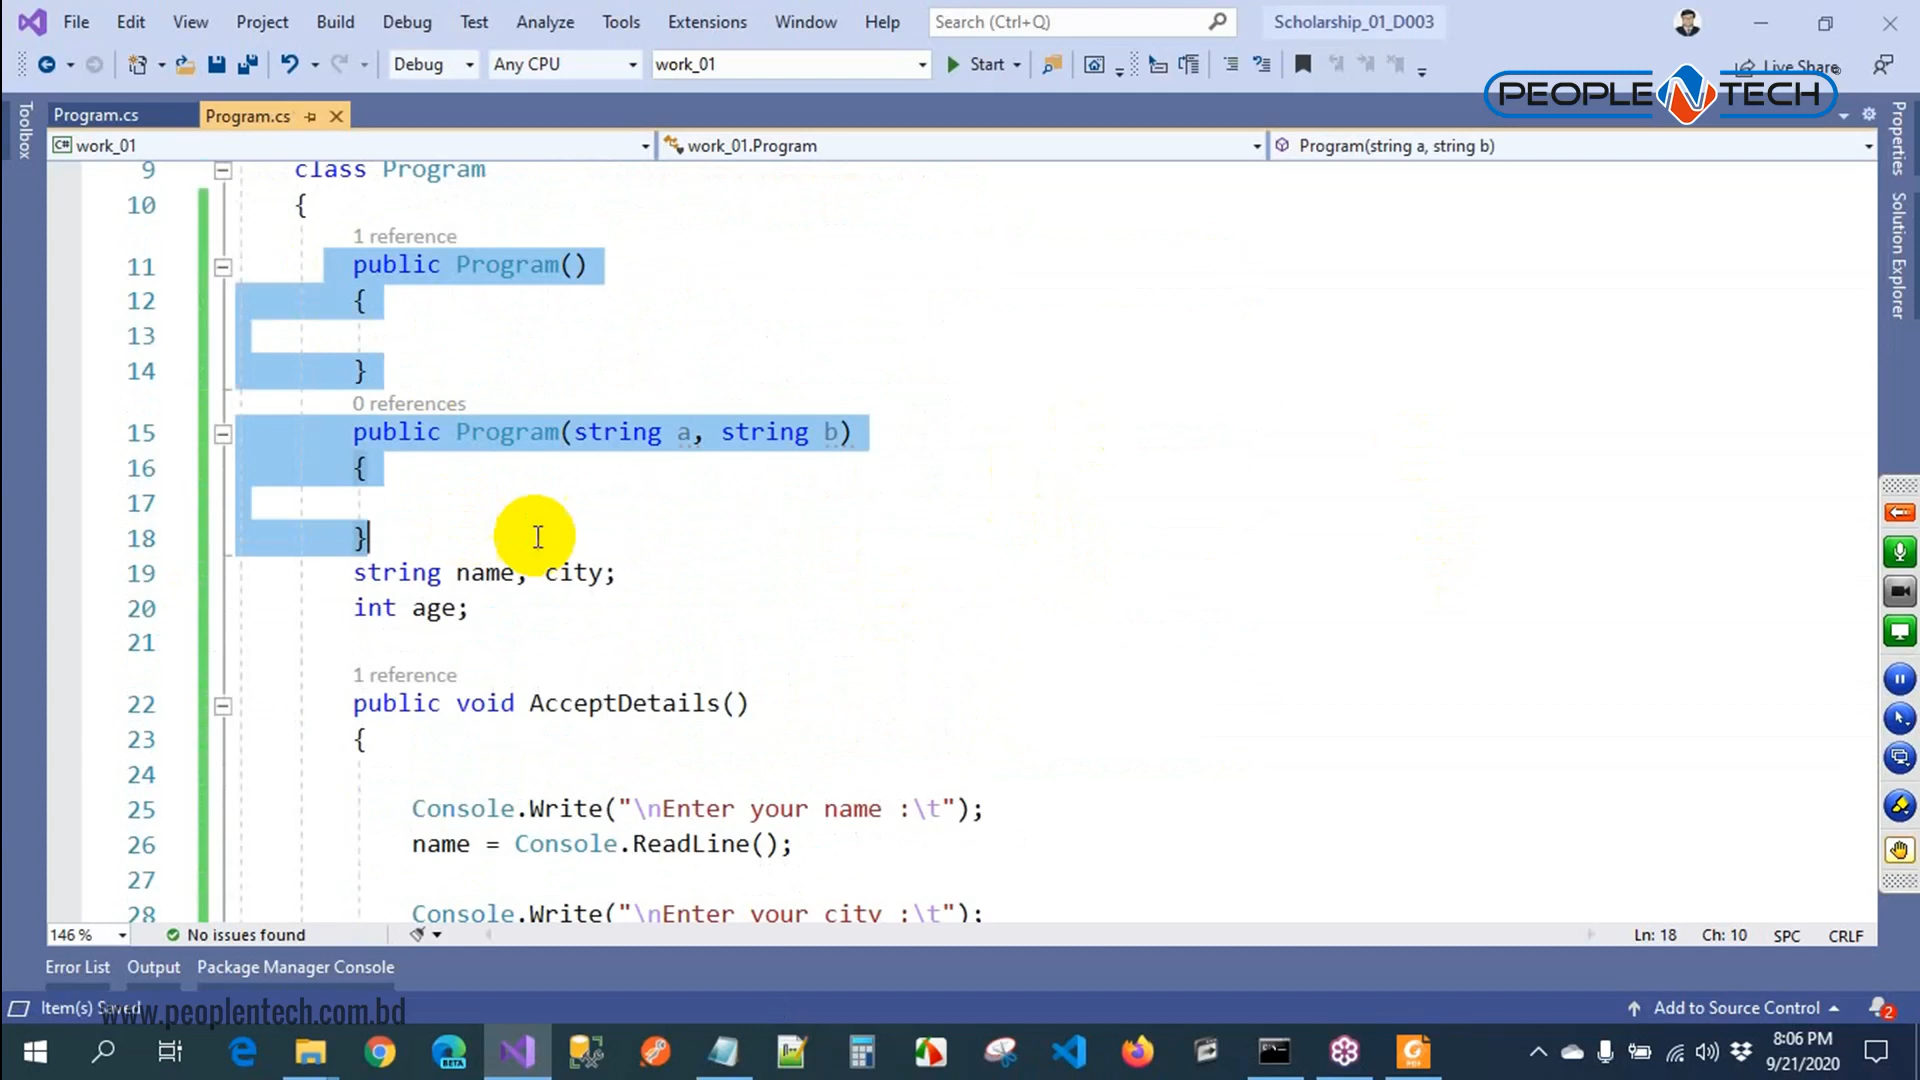 File Edit View Project Build Debug Test Analyze Tools Extensions Window Help Search (Ctrl+Q) Scholarship_01_D003
Debug Any CPU work_01 Start Live Share
PEOPLE N TECH
Toolbox
Program.cs Program.cs
work_01 work_01.Program Program(string a, string b)
Properties
Solution Explorer
9 class Program
10 {
1 reference
11 public Program()
12 {
13
14 }
0 references
15 public Program(string a, string b)
16 {
17
18 }
19 string name, city;
20 int age;
21
1 reference
22 public void AcceptDetails()
23 {
24
25 Console.Write("\nEnter your name :\t");
26 name = Console.ReadLine();
27
28 Console.Write("\nEnter your city :\t");
146 % No issues found Ln: 18 Ch: 10 SPC CRLF
Error List Output Package Manager Console
Item(s) Saved Add to Source Control 2
www.peoplentech.com.bd
BETA
8:06 PM
9/21/2020